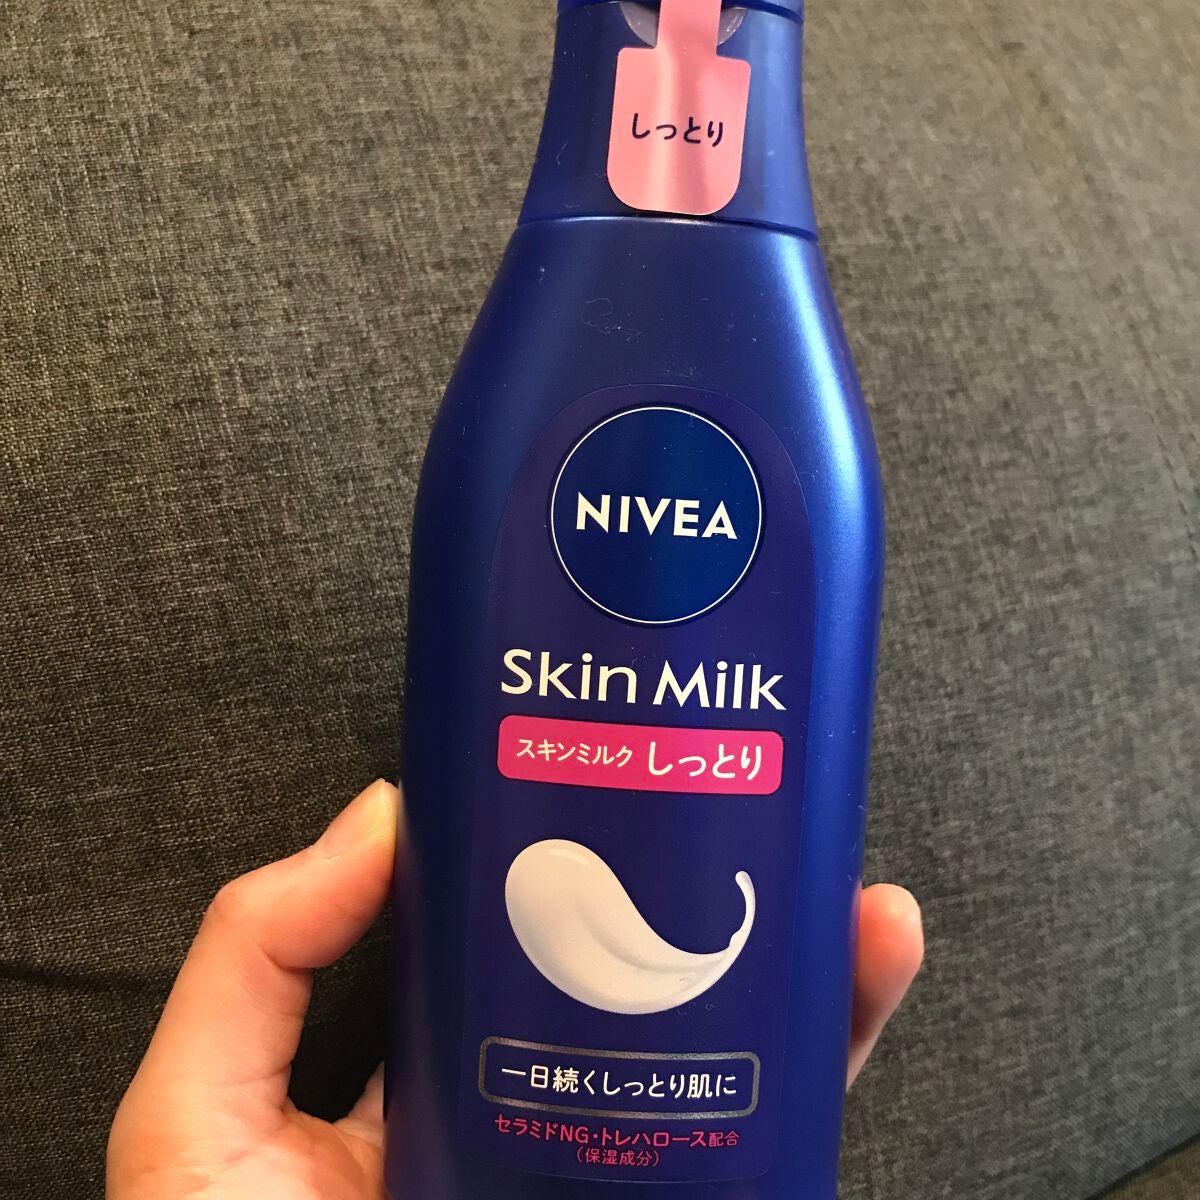 しっとり
NIVEA
Skin Milk
スキンミルク しっとり
一日続くしっとり肌に
セラミドNG・トレハロース配合
（保湿成分）